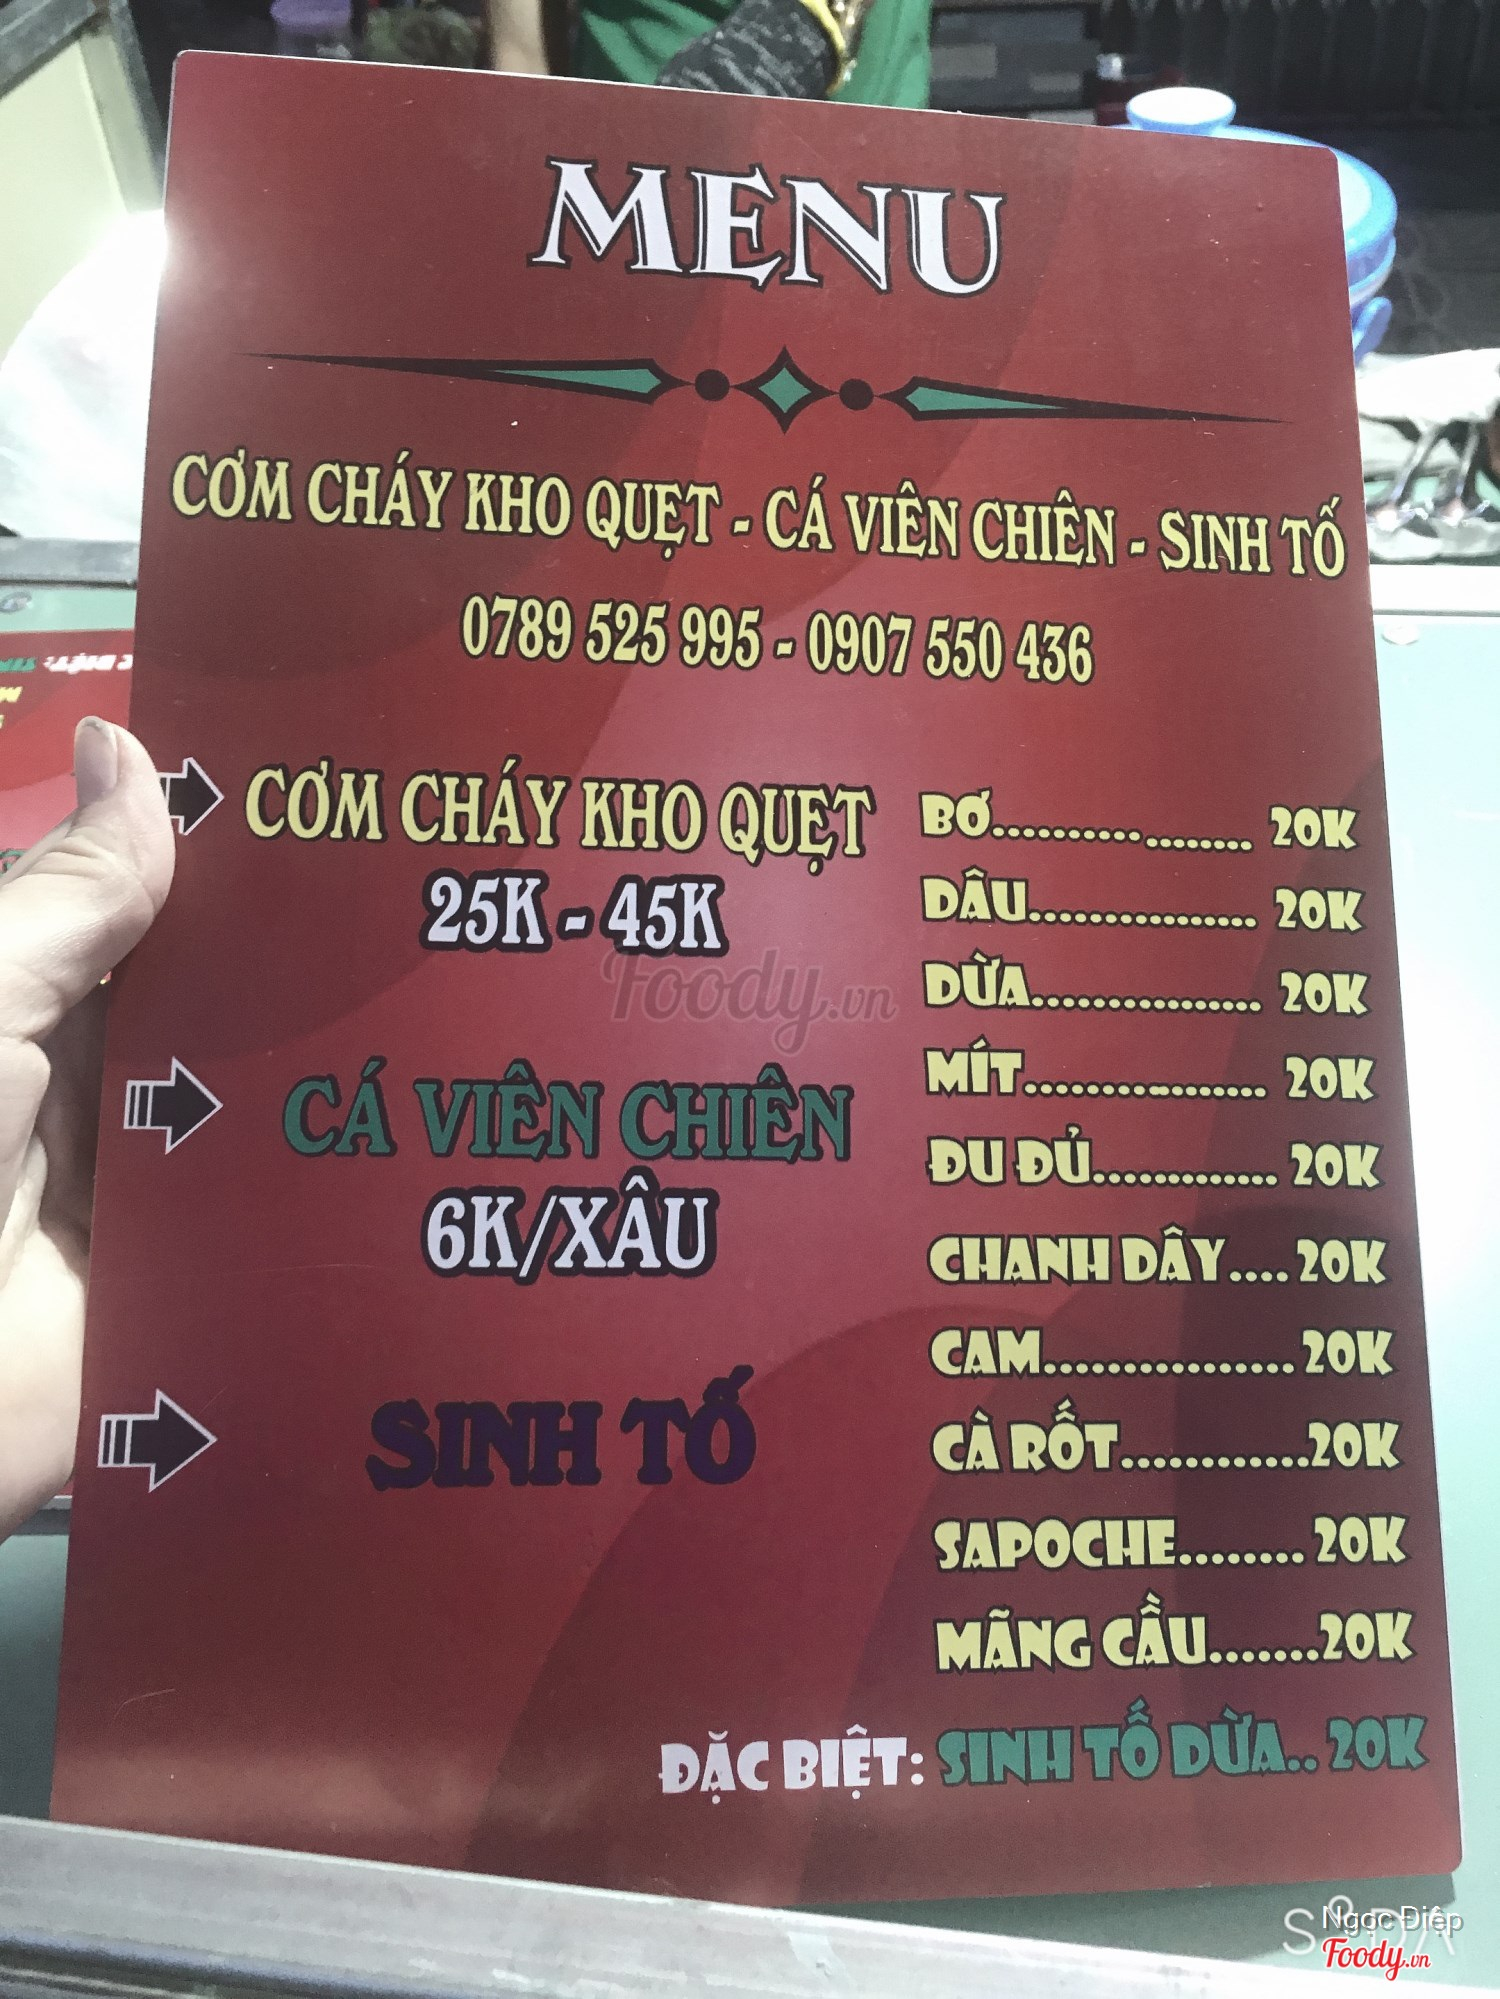 MENU
CƠM CHÁY KHO QUẸT - CÁ VIÊN CHIÊN - SINH TỐ
0789 525 995 - 0907 550 436
CƠM CHÁY KHO QUẸT
25K - 45K
CÁ VIÊN CHIÊN
6K/XÂU
SINH TỐ
BƠ.................. 20K
DÂU............... 20K
DỪA............... 20K
MÍT................ 20K
ĐU ĐỦ............ 20K
CHANH DÂY.... 20K
CAM................ 20K
CÀ RỐT............20K
SAPOCHE........ 20K
MÃNG CẦU.......20K
ĐẶC BIỆT: SINH TỐ DỪA.. 20K
Foody.vn
Ngọc Điệp
Foody.vn